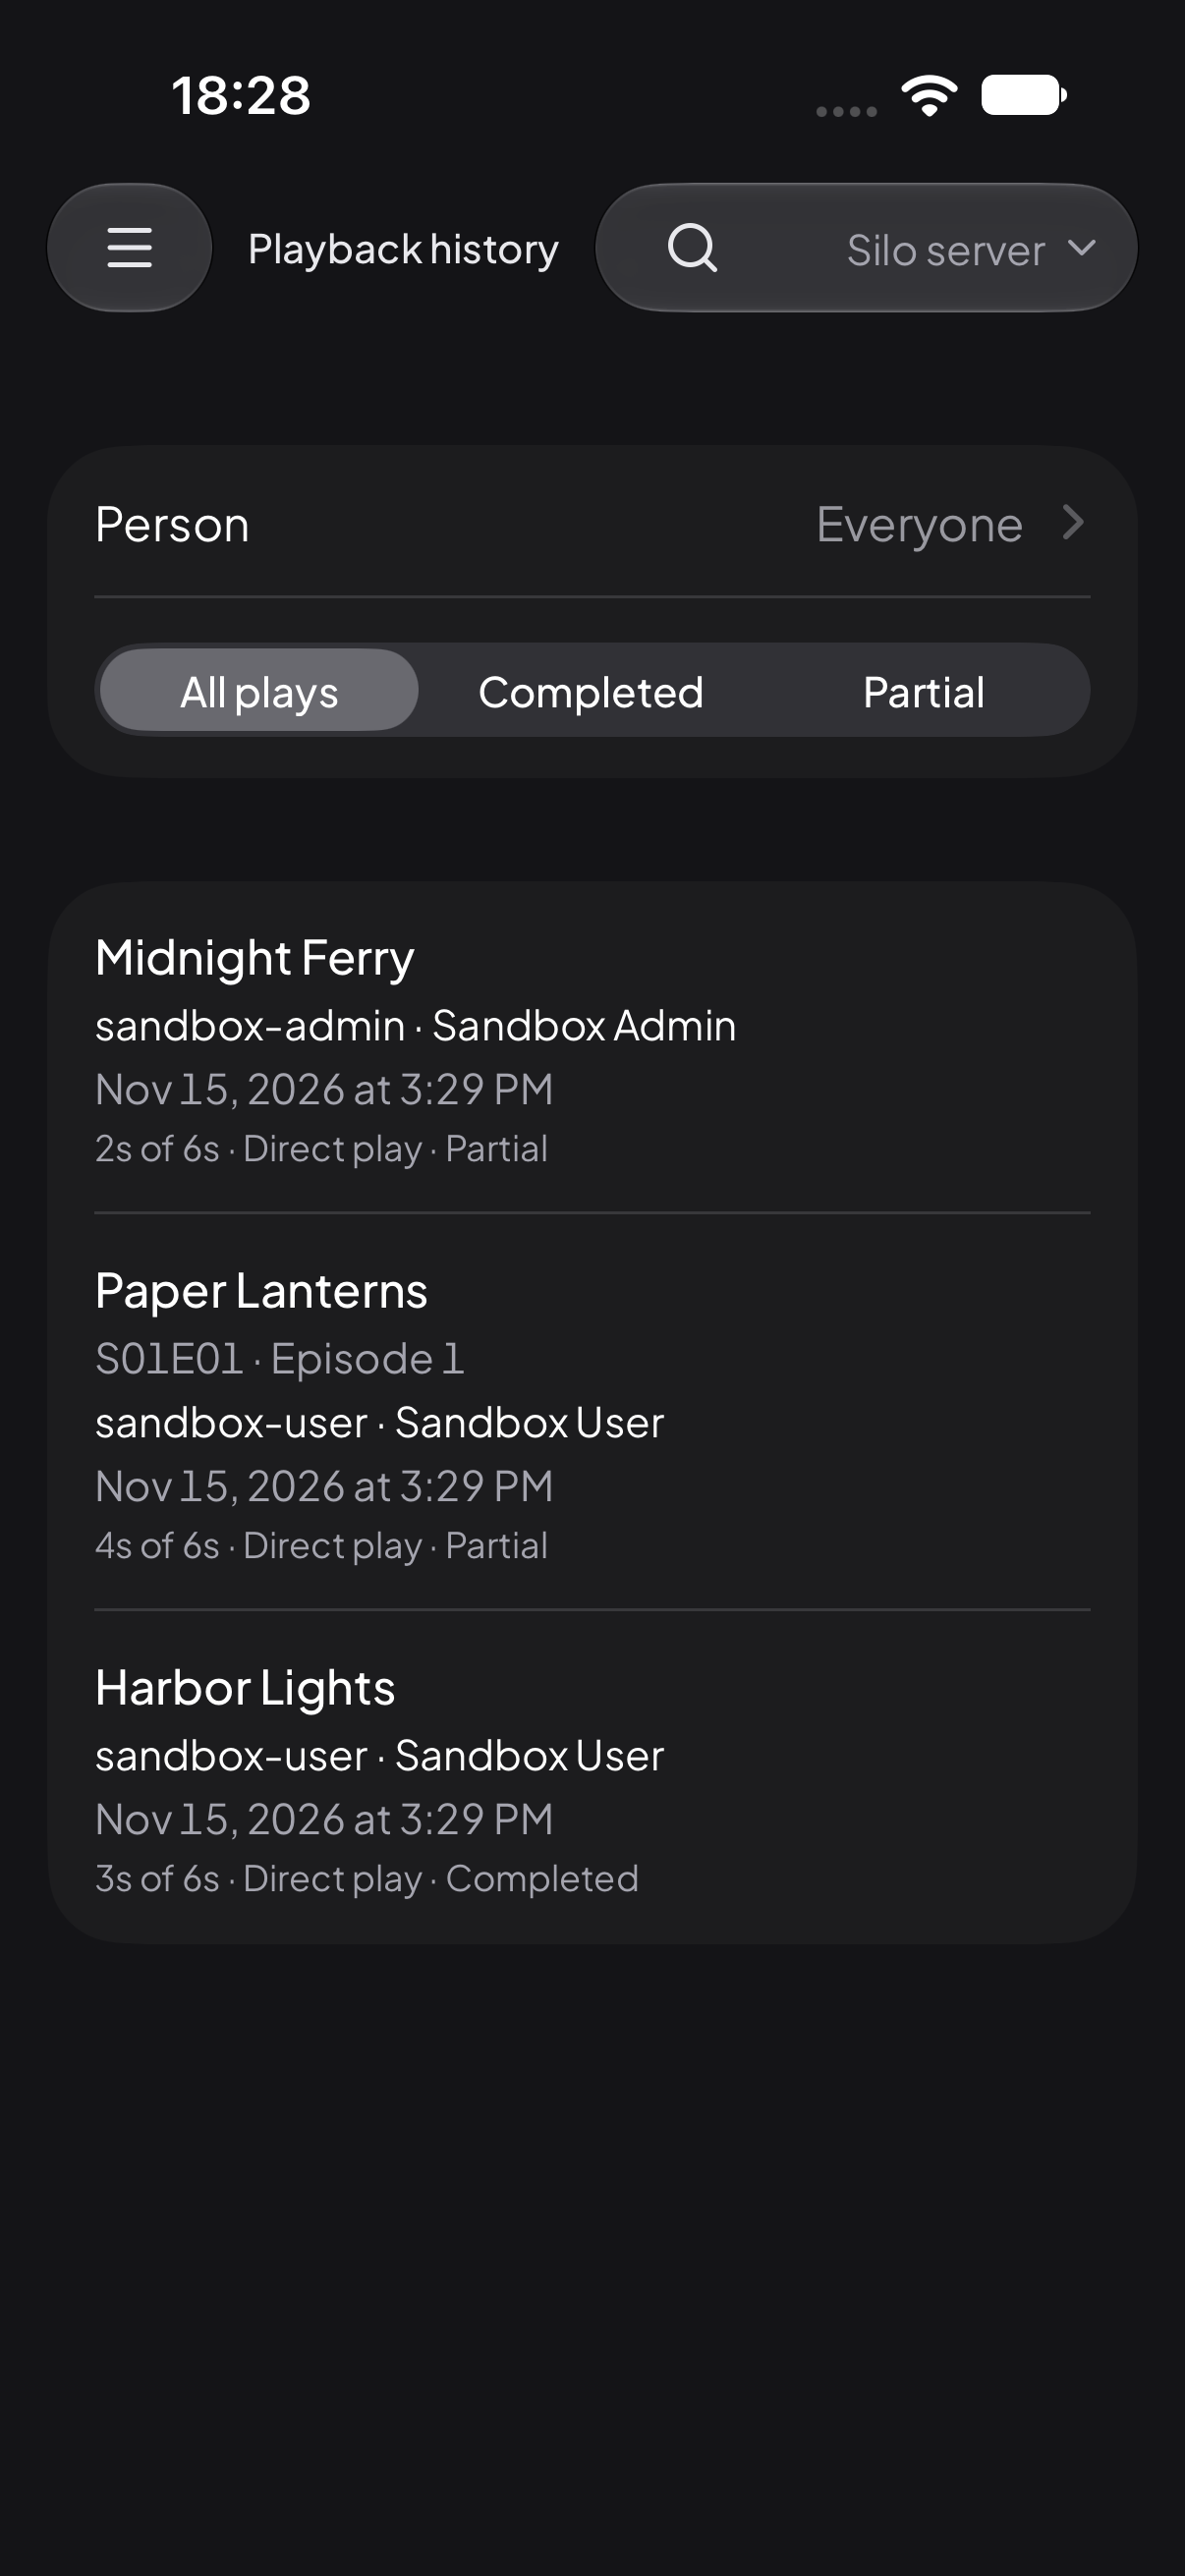 18:28
Playback history
Silo server
Person
Everyone
All plays
Completed
Partial
Midnight Ferry
sandbox-admin · Sandbox Admin
Nov 15, 2026 at 3:29 PM
2s of 6s · Direct play · Partial
Paper Lanterns
S01E01 · Episode 1
sandbox-user · Sandbox User
Nov 15, 2026 at 3:29 PM
4s of 6s · Direct play · Partial
Harbor Lights
sandbox-user · Sandbox User
Nov 15, 2026 at 3:29 PM
3s of 6s · Direct play · Completed